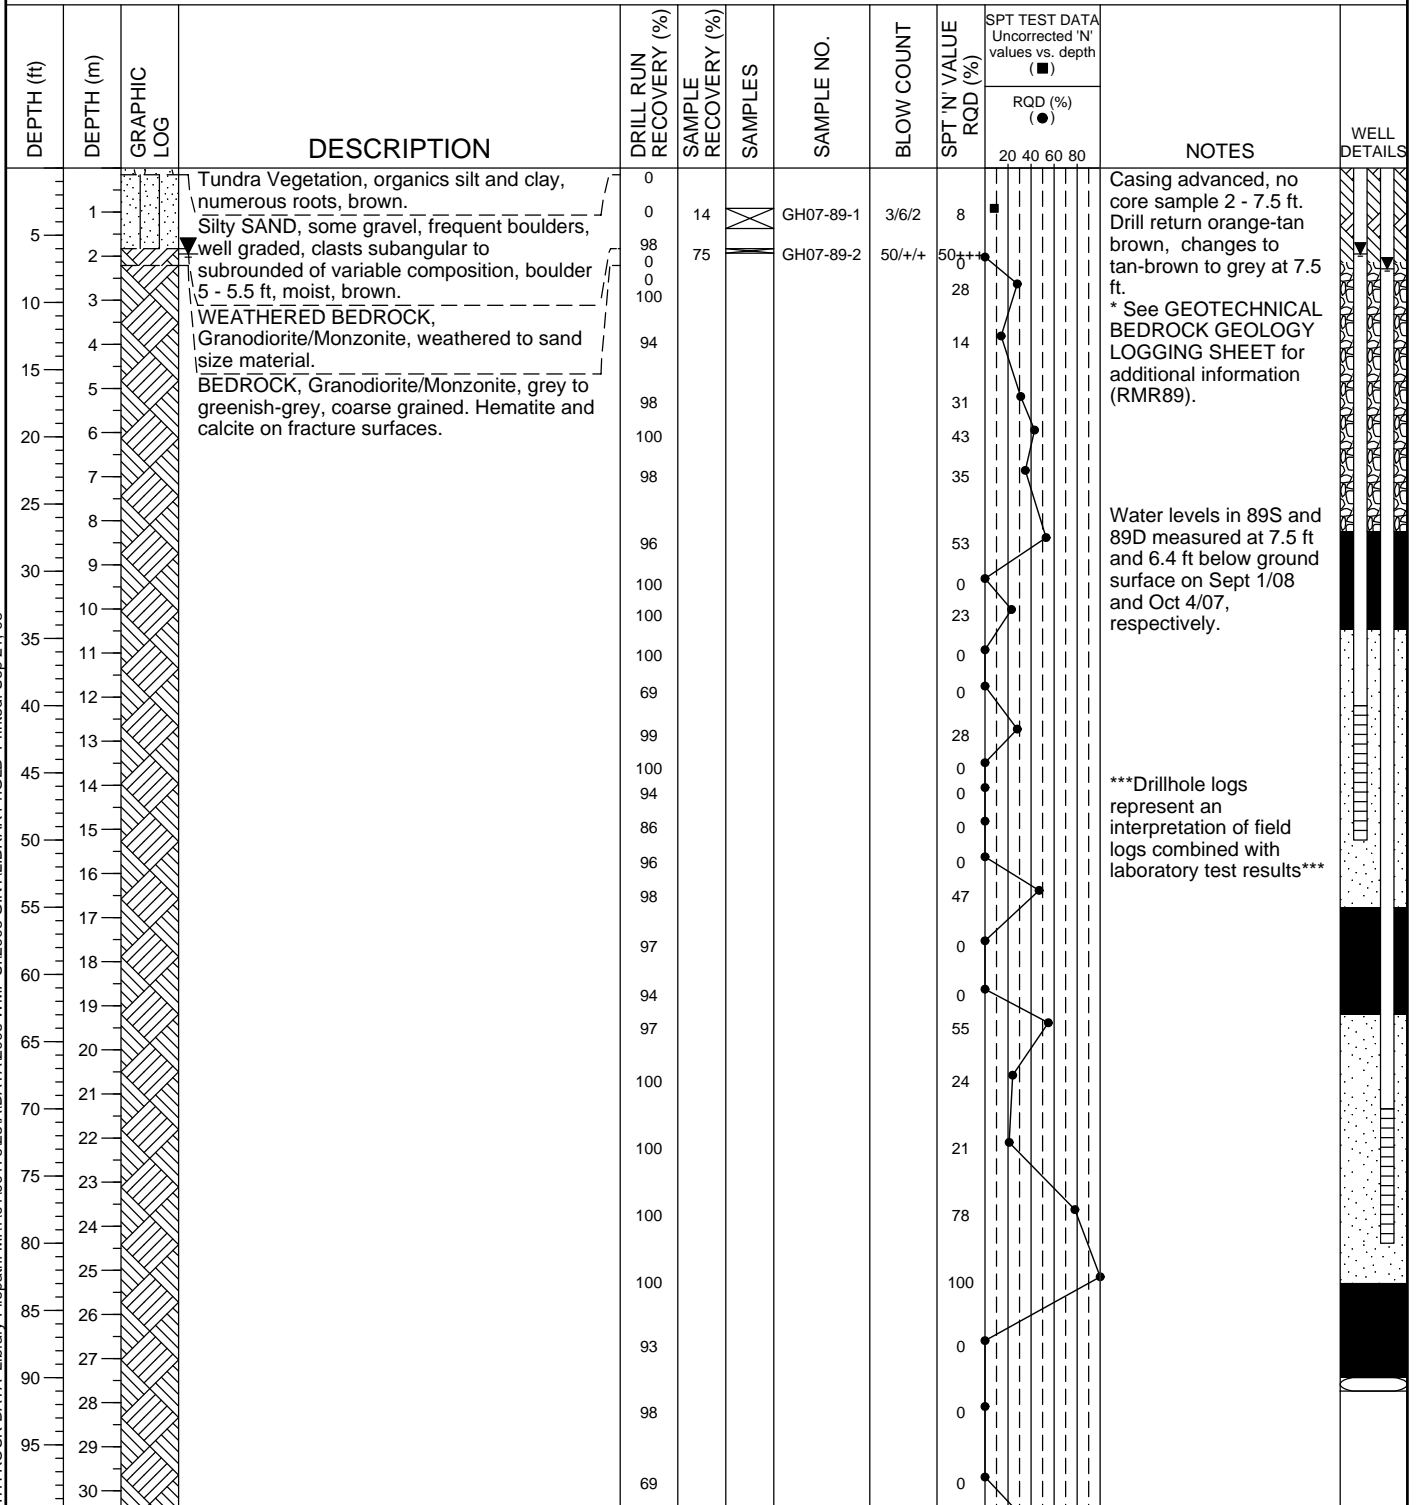 DEPTH (ft)
DEPTH (m)
GRAPHIC
LOG
DESCRIPTION
DRILL RUN
RECOVERY (%)
SAMPLE
RECOVERY (%)
SAMPLES
SAMPLE NO.
BLOW COUNT
SPT 'N' VALUE
RQD (%)
SPT TEST DATA
Uncorrected 'N'
values vs. depth
(■)
RQD (%)
(●)
20 40 60 80
NOTES
WELL
DETAILS
5
10
15
20
25
30
35
40
45
50
55
60
65
70
75
80
85
90
95
1
2
3
4
5
6
7
8
9
10
11
12
13
14
15
16
17
18
19
20
21
22
23
24
25
26
27
28
29
30
Tundra Vegetation, organics silt and clay,
numerous roots, brown.
Silty SAND, some gravel, frequent boulders,
well graded, clasts subangular to
subrounded of variable composition, boulder
5 - 5.5 ft, moist, brown.
WEATHERED BEDROCK,
Granodiorite/Monzonite, weathered to sand
size material.
BEDROCK, Granodiorite/Monzonite, grey to
greenish-grey, coarse grained. Hematite and
calcite on fracture surfaces.
0
0
98
0
0
100
94
98
100
98
96
100
100
100
69
99
100
94
86
96
98
97
94
97
100
100
100
100
93
98
69
14
75
GH07-89-1
GH07-89-2
3/6/2
50/+/+
8
50+++
0
28
14
31
43
35
53
0
23
0
0
28
0
0
0
0
47
0
0
55
24
21
78
100
0
0
0
Casing advanced, no
core sample 2 - 7.5 ft.
Drill return orange-tan
brown, changes to
tan-brown to grey at 7.5
ft.
* See GEOTECHNICAL
BEDROCK GEOLOGY
LOGGING SHEET for
additional information
(RMR89).
Water levels in 89S and
89D measured at 7.5 ft
and 6.4 ft below ground
surface on Sept 1/08
and Oct 4/07,
respectively.
***Drillhole logs
represent an
interpretation of field
logs combined with
laboratory test results***